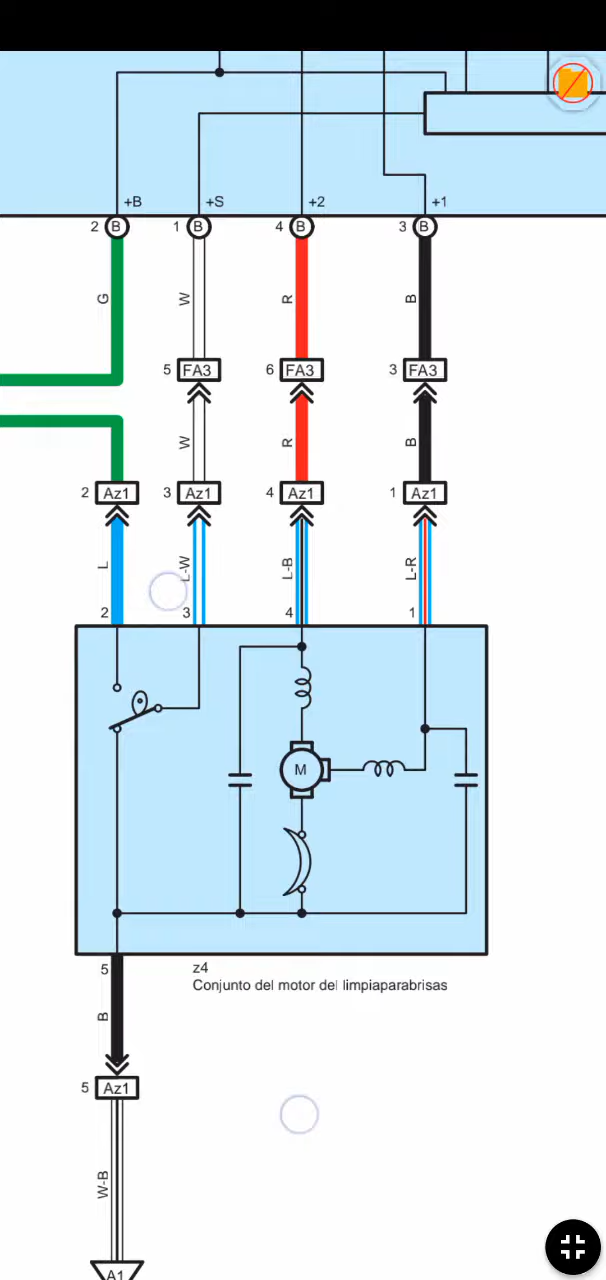 +B +S +2 +1
2 B 1 B 4 B 3 B
G W R B
5 FA3 6 FA3 3 FA3
W R B
2 Az1 3 Az1 4 Az1 1 Az1
L L-W L-B L-R
2 3 4 1
M
5 z4
Conjunto del motor del limpiaparabrisas
B
5 Az1
W-B
A1